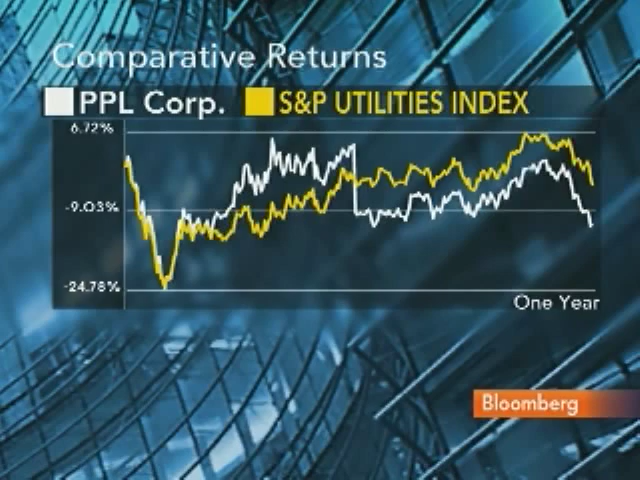 Comparative Returns
PPL Corp. S&P UTILITIES INDEX
6.72%
-9.03%
-24.78%
One Year
Bloomberg